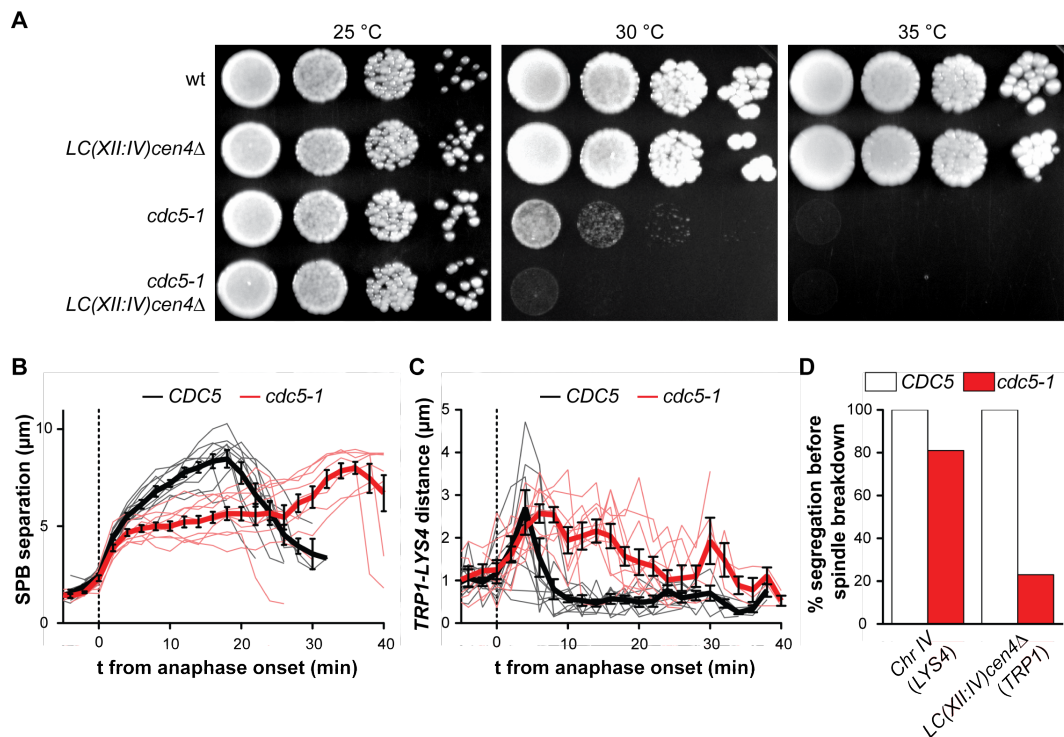 A
25 °C
30 °C
35 °C
wt
LC(XII:IV)cen4Δ
cdc5-1
cdc5-1
LC(XII:IV)cen4Δ
B
CDC5
cdc5-1
SPB separation (μm)
10
5
0
0
10
20
30
40
t from anaphase onset (min)
C
CDC5
cdc5-1
TRP1-LYS4 distance (μm)
5
4
3
2
1
0
0
10
20
30
40
t from anaphase onset (min)
D
CDC5
cdc5-1
% segregation before
spindle breakdown
100
80
60
40
20
0
Chr IV
(LYS4)
LC(XII:IV)cen4Δ
(TRP1)